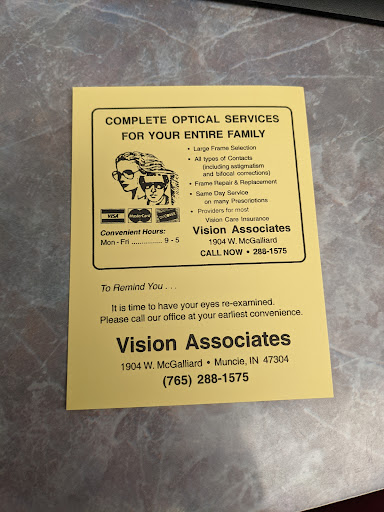 COMPLETE OPTICAL SERVICES
FOR YOUR ENTIRE FAMILY
• Large Frame Selection
• All types of Contacts
(including astigmatism
and bifocal corrections)
• Frame Repair & Replacement
• Same Day Service
on many Prescriptions
• Providers for most
Vision Care Insurance
VISA
MasterCard
Convenient Hours:
Mon - Fri ................ 9 - 5
Vision Associates
1904 W. McGalliard
CALL NOW • 288-1575
To Remind You . . .
It is time to have your eyes re-examined.
Please call our office at your earliest convenience.
Vision Associates
1904 W. McGalliard • Muncie, IN 47304
(765) 288-1575